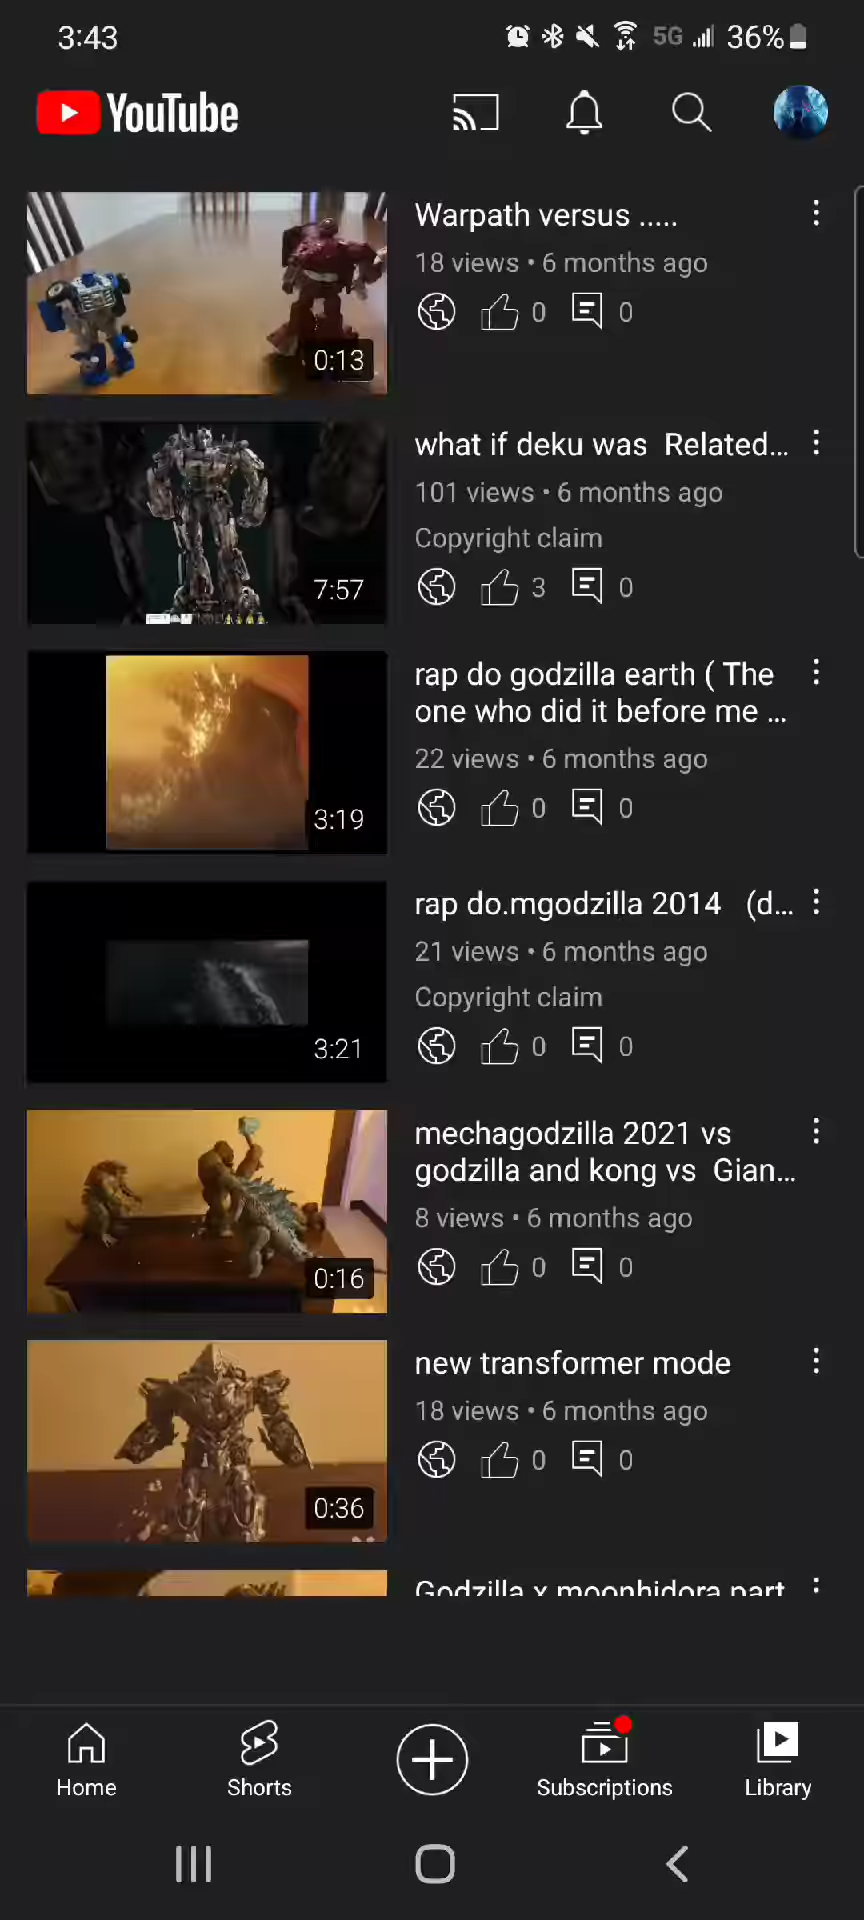 3:43
5G 36%
YouTube
Warpath versus .....
18 views • 6 months ago
0 0
0:13
what if deku was  Related...
101 views • 6 months ago
Copyright claim
3 0
7:57
rap do godzilla earth ( The
one who did it before me ...
22 views • 6 months ago
0 0
3:19
rap do.mgodzilla 2014   (d...
21 views • 6 months ago
Copyright claim
0 0
3:21
mechagodzilla 2021 vs
godzilla and kong vs  Gian...
8 views • 6 months ago
0 0
0:16
new transformer mode
18 views • 6 months ago
0 0
0:36
Godzilla x moonhidora part
Home Shorts Subscriptions Library